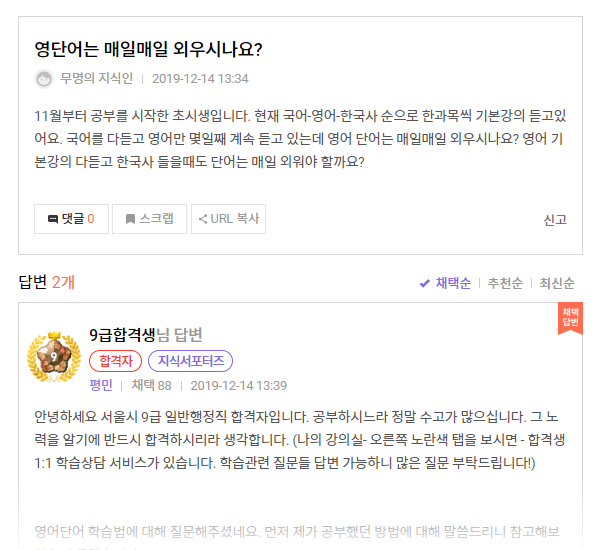 영단어는 매일매일 외우시나요?
무명의 지식인 | 2019-12-14 13:34
11월부터 공부를 시작한 초시생입니다. 현재 국어-영어-한국사 순으로 한과목씩 기본강의 듣고있
어요. 국어를 다듣고 영어만 몇일째 계속 듣고 있는데 영어 단어는 매일매일 외우시나요? 영어 기
본강의 다듣고 한국사 들을때도 단어는 매일 외워야 할까요?
댓글 0 스크랩 URL 복사 신고
답변 2개 채택순 | 추천순 | 최신순
채택
답변
9
9급합격생님 답변
합격자 지식서포터즈
평민 | 채택 88 | 2019-12-14 13:39
안녕하세요 서울시 9급 일반행정직 합격자입니다. 공부하시느라 정말 수고가 많으십니다. 그 노
력을 알기에 반드시 합격하시리라 생각합니다. (나의 강의실- 오른쪽 노란색 탭을 보시면 - 합격생
1:1 학습상담 서비스가 있습니다. 학습관련 질문들 답변 가능하니 많은 질문 부탁드립니다!)
영어단어 학습법에 대해 질문해주셨네요. 먼저 제가 공부했던 방법에 대해 말씀드리니 참고해보